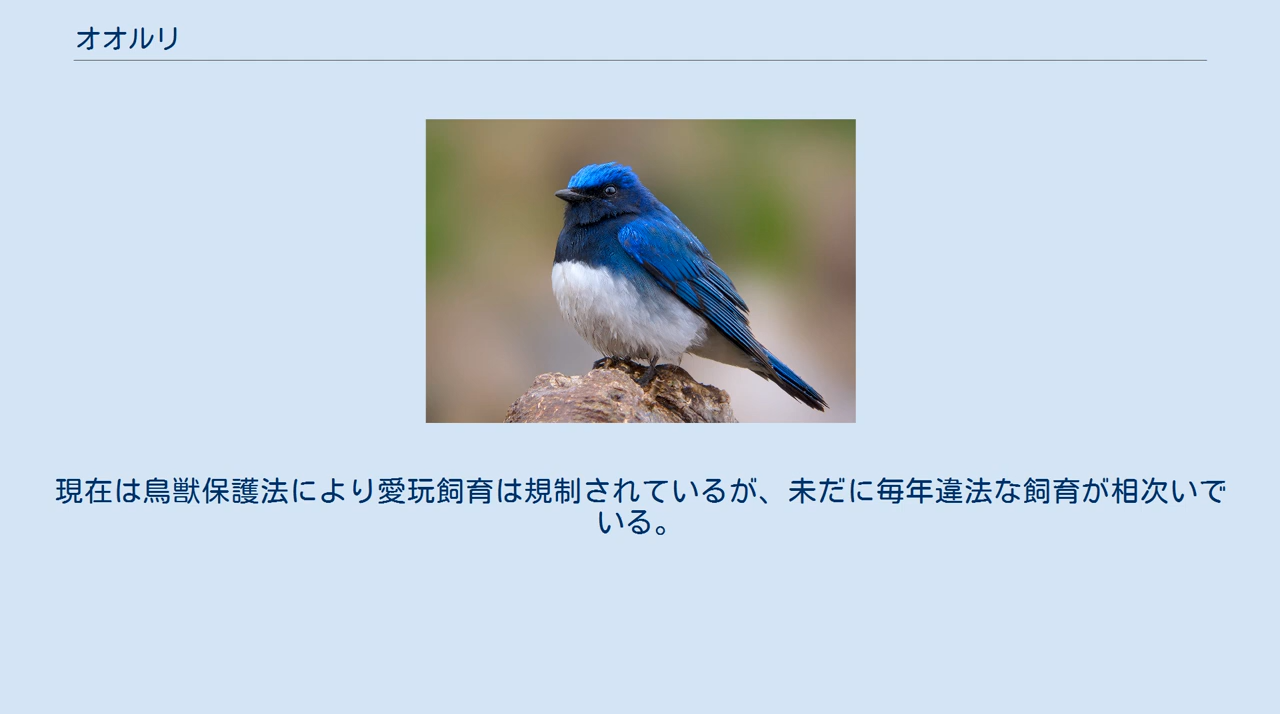 オオルリ
現在は鳥獣保護法により愛玩飼育は規制されているが、未だに毎年違法な飼育が相次いで
いる。